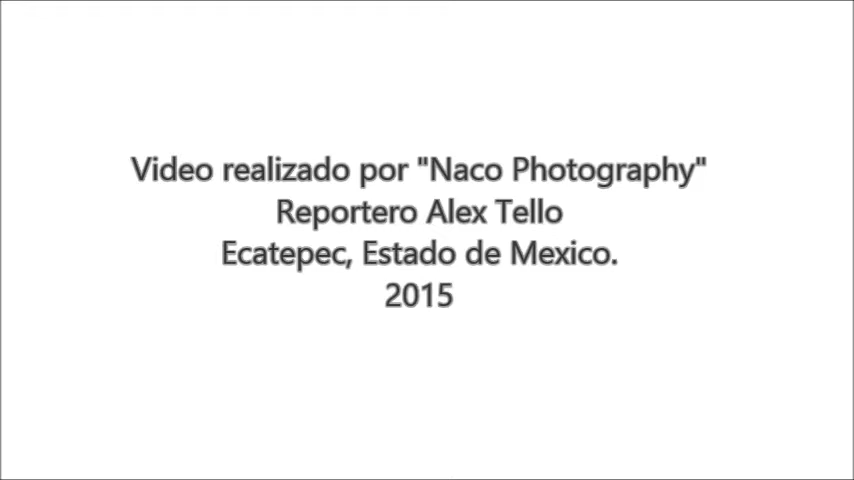 Video realizado por "Naco Photography"
Reportero Alex Tello
Ecatepec, Estado de Mexico.
2015